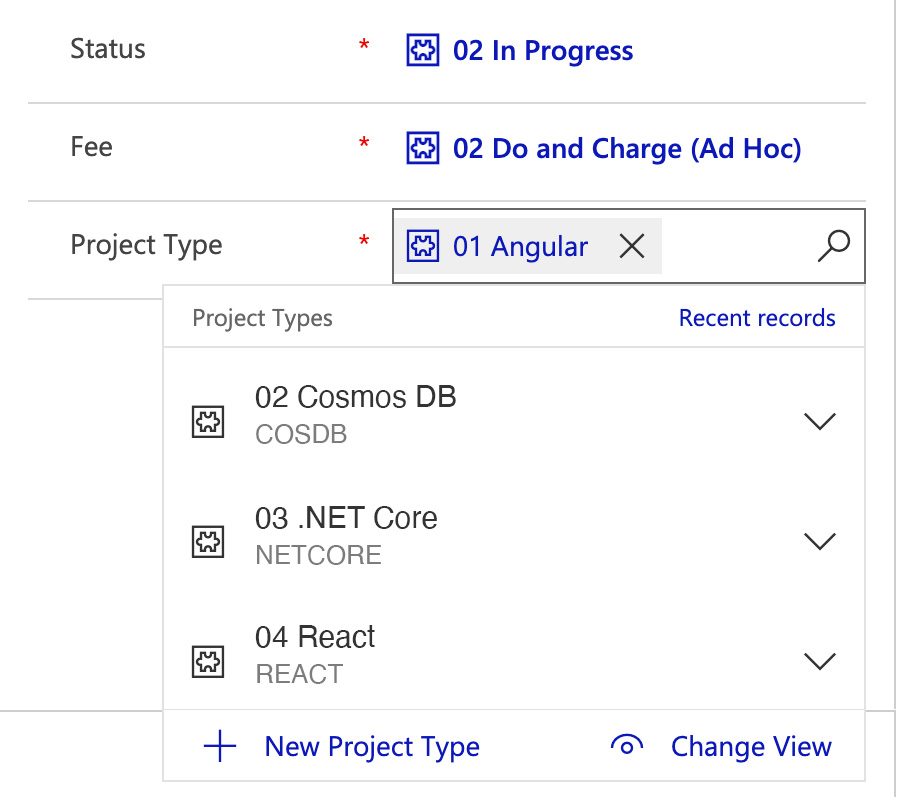 Status * 02 In Progress
Fee * 02 Do and Charge (Ad Hoc)
Project Type * 01 Angular
Project Types Recent records
02 Cosmos DB
COSDB
03 .NET Core
NETCORE
04 React
REACT
New Project Type Change View